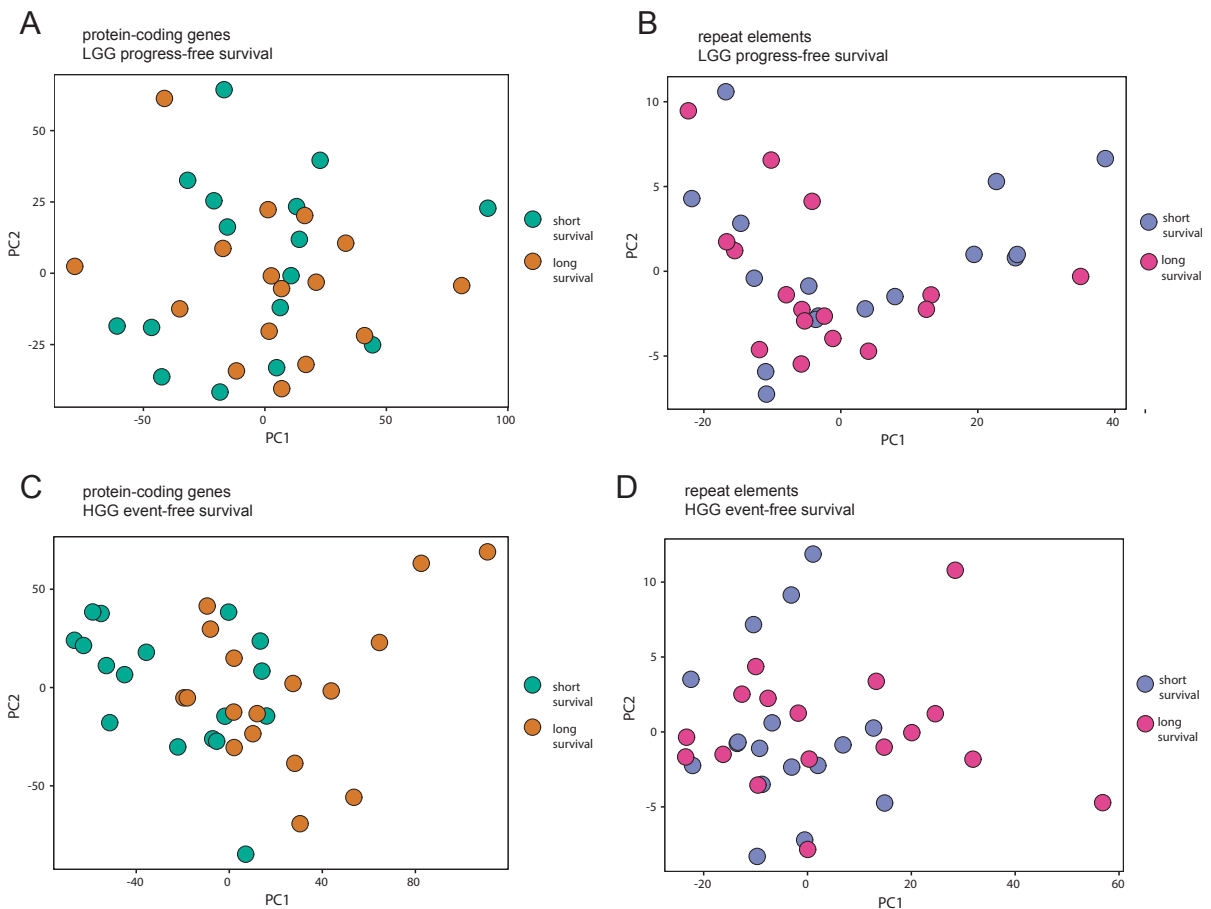 A
protein-coding genes
LGG progress-free survival
50
25
0
-25
PC2
-50
0
50
100
PC1
short
survival
long
survival
B
repeat elements
LGG progress-free survival
10
5
0
-5
PC2
-20
0
20
40
PC1
short
survival
long
survival
C
protein-coding genes
HGG event-free survival
50
0
-50
PC2
-40
0
40
80
PC1
short
survival
long
survival
D
repeat elements
HGG event-free survival
10
5
0
-5
PC2
-20
0
20
40
60
PC1
short
survival
long
survival